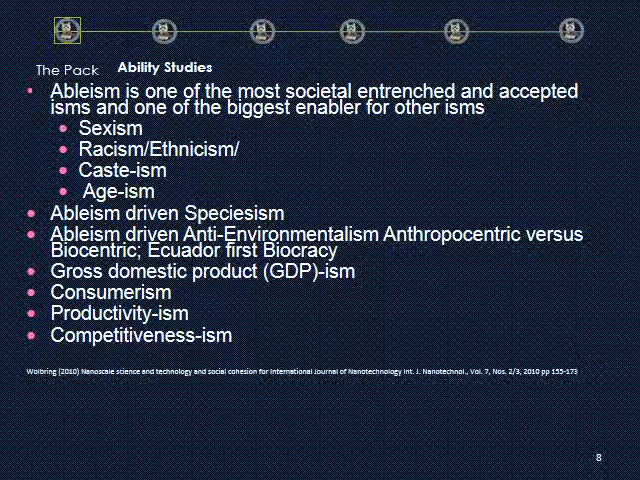 The Pack
Ability Studies
• Ableism is one of the most societal entrenched and accepted
isms and one of the biggest enabler for other isms
• Sexism
• Racism/Ethnicism/
• Caste-ism
• Age-ism
• Ableism driven Speciesism
• Ableism driven Anti-Environmentalism Anthropocentric versus
Biocentric; Ecuador first Biocracy
• Gross domestic product (GDP)-ism
• Consumerism
• Productivity-ism
• Competitiveness-ism
Wolbring (2010) Nanoscale science and technology and social cohesion for International Journal of Nanotechnology Int. J. Nanotechnol., Vol. 7, Nos. 2/3, 2010 pp 155-173
8